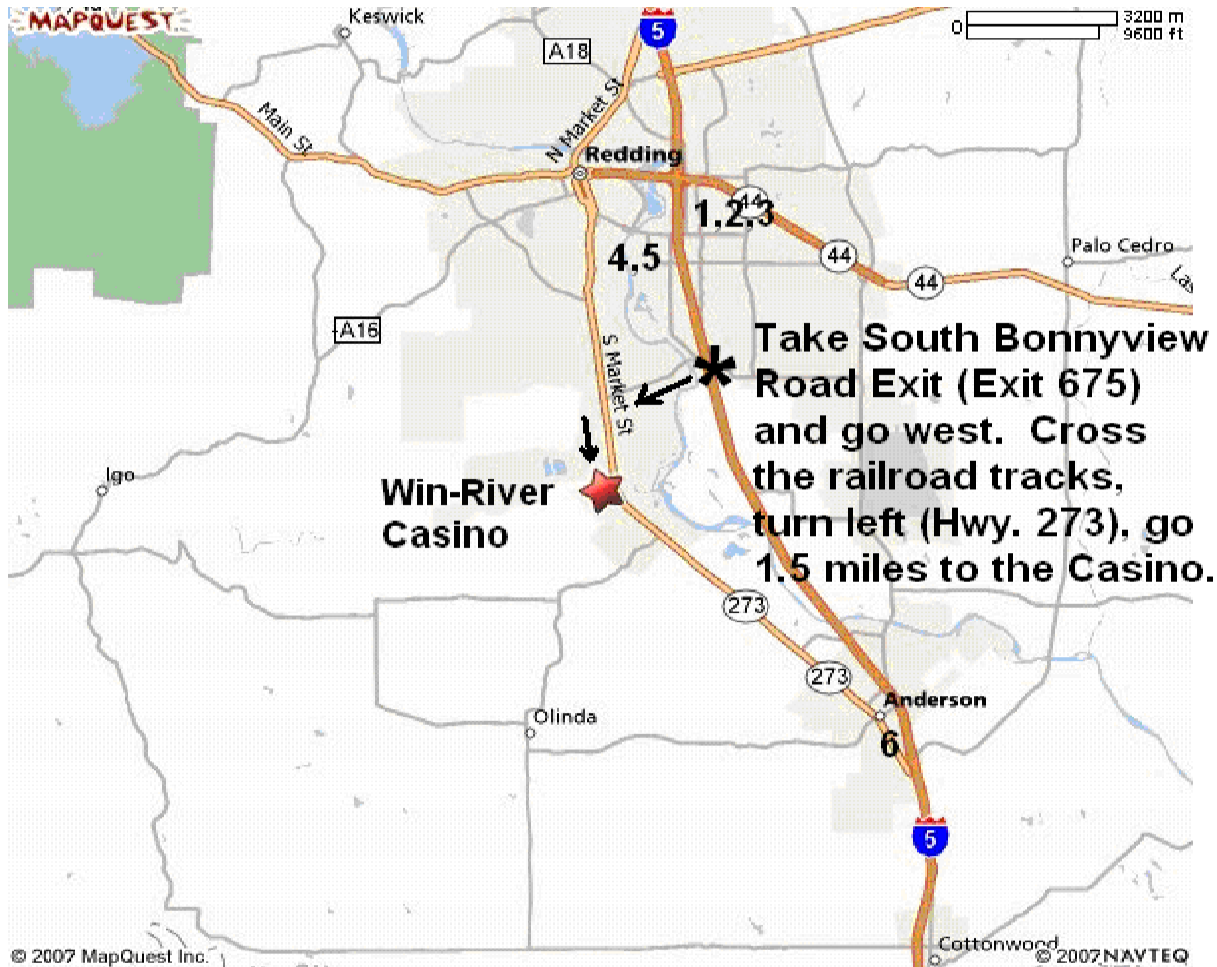 MAPQUEST
Keswick
5
A18
3200 m
0
9600 ft
Main St
N Market St
Redding
44
1,2,3
4,5
44
44
Palo Cedro
A16
S Market St
Take South Bonnyview
Road Exit (Exit 675)
and go west. Cross
the railroad tracks,
turn left (Hwy. 273), go
1.5 miles to the Casino.
Igo
Win-River
Casino
273
273
Anderson
Olinda
6
5
Cottonwood
© 2007 MapQuest Inc.
© 2007 NAVTEQ